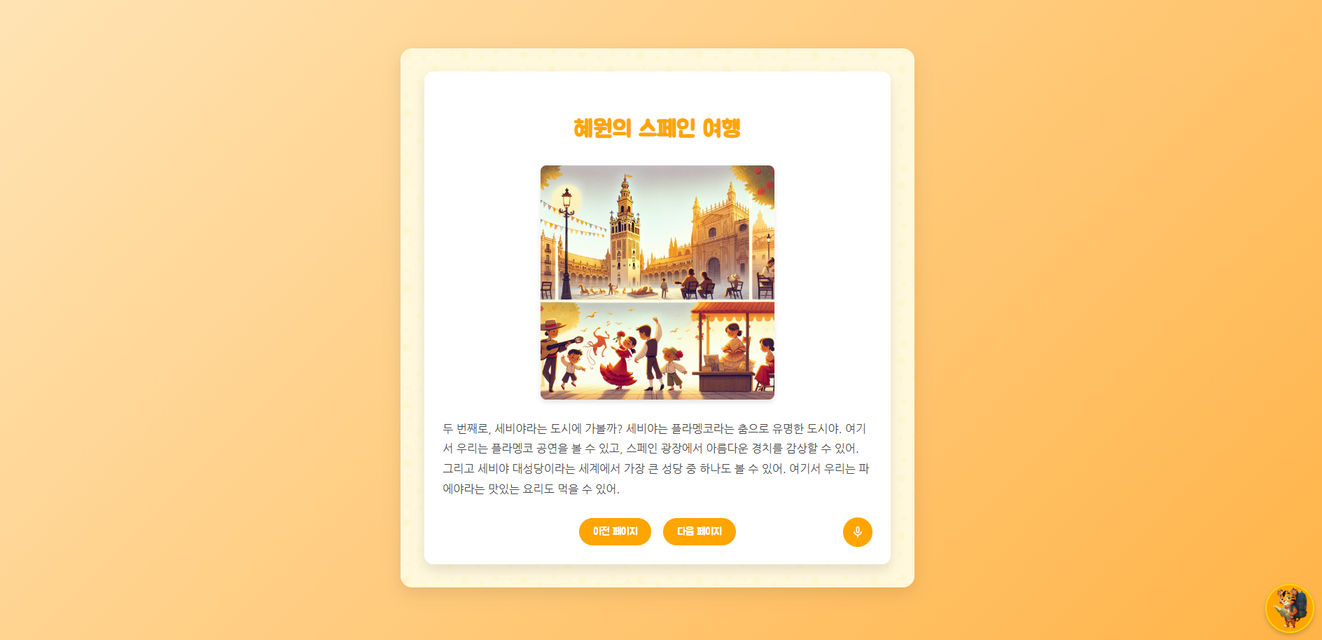 혜원의 스페인 여행
두 번째로, 세비야라는 도시에 가볼까? 세비야는 플라멩코라는 춤으로 유명한 도시야. 여기
서 우리는 플라멩코 공연을 볼 수 있고, 스페인 광장에서 아름다운 경치를 감상할 수 있어.
그리고 세비야 대성당이라는 세계에서 가장 큰 성당 중 하나도 볼 수 있어. 여기서 우리는 파
에야라는 맛있는 요리도 먹을 수 있어.
이전 페이지 다음 페이지